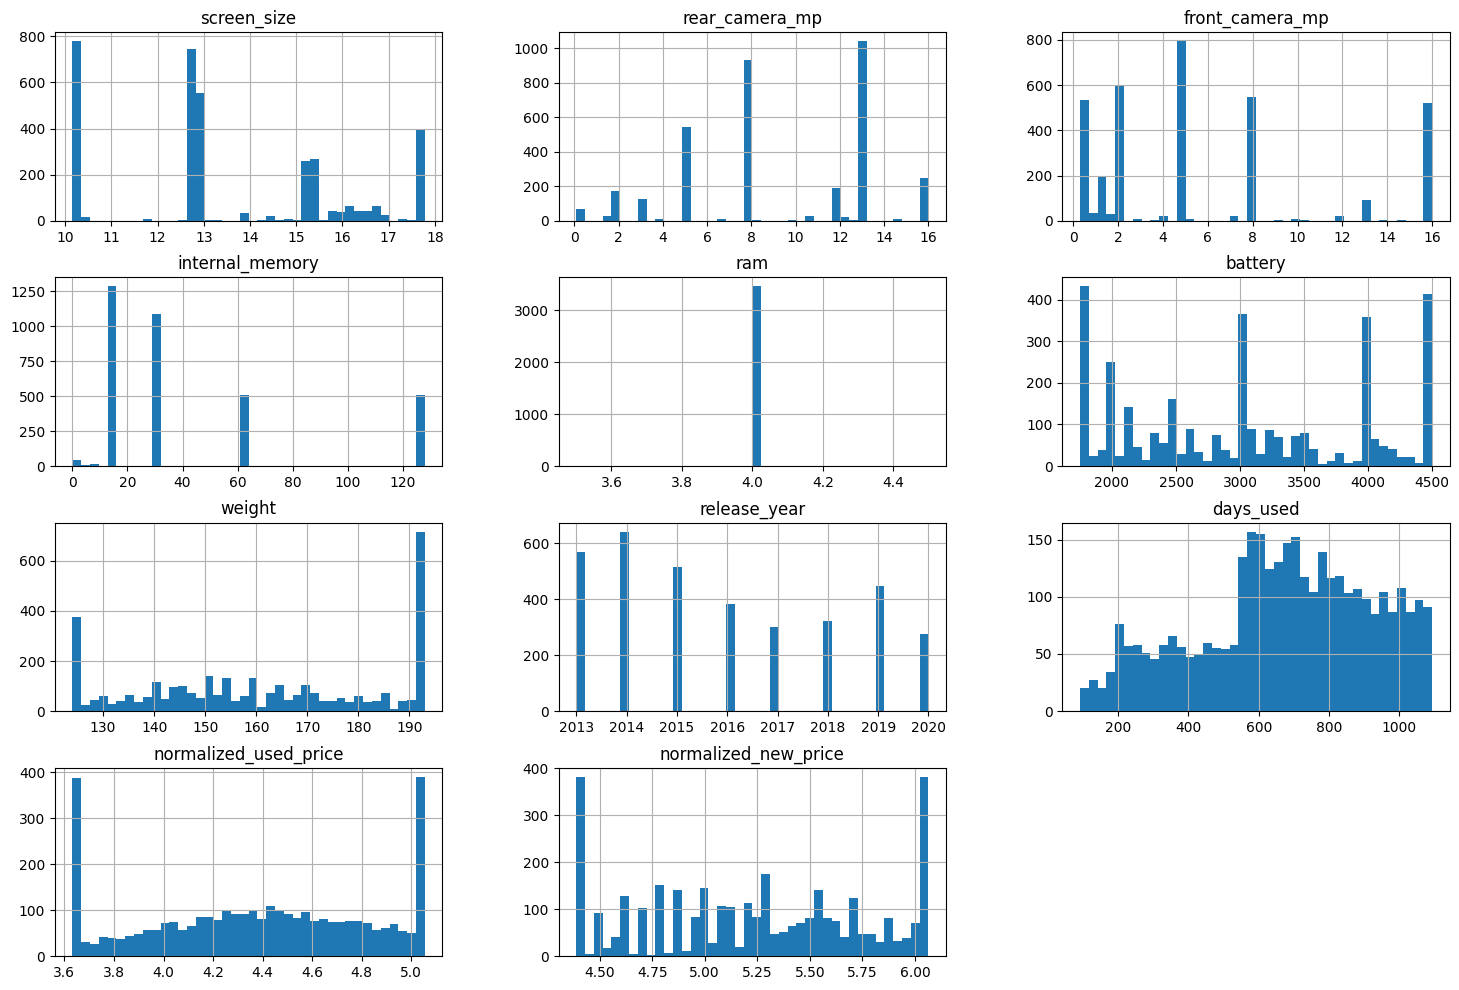 screen_size rear_camera_mp front_camera_mp
800 1000 800
600 800 600
400 600 400
200 400 200
0 200 0
0
10 11 12 13 14 15 16 17 18 0 2 4 6 8 10 12 14 16 0 2 4 6 8 10 12 14 16
internal_memory ram battery
1250 3000 400
1000 2000 300
750 1000 200
500 0 100
250 0
0
0 20 40 60 80 100 120 3.6 3.8 4.0 4.2 4.4 2000 2500 3000 3500 4000 4500
weight release_year days_used
600 600 150
400 400 100
200 200 50
0 0 0
130 140 150 160 170 180 190 2013 2014 2015 2016 2017 2018 2019 2020 200 400 600 800 1000
normalized_used_price normalized_new_price
400 400
300 300
200 200
100 100
0 0
3.6 3.8 4.0 4.2 4.4 4.6 4.8 5.0 4.50 4.75 5.00 5.25 5.50 5.75 6.00